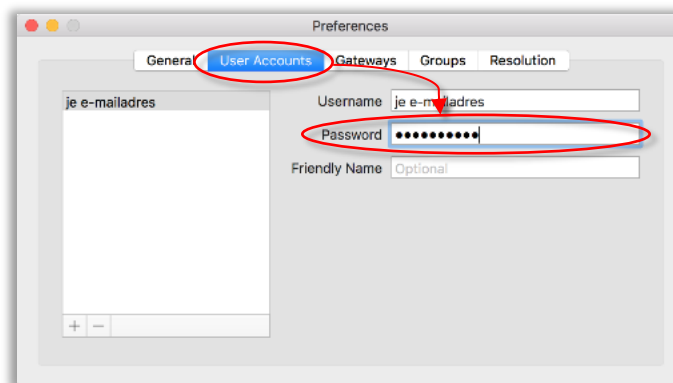 Preferences
General User Accounts Gateways Groups Resolution
je e-mailadres
Username je e-mailadres
Password ••••••••••
Friendly Name Optional
+ −